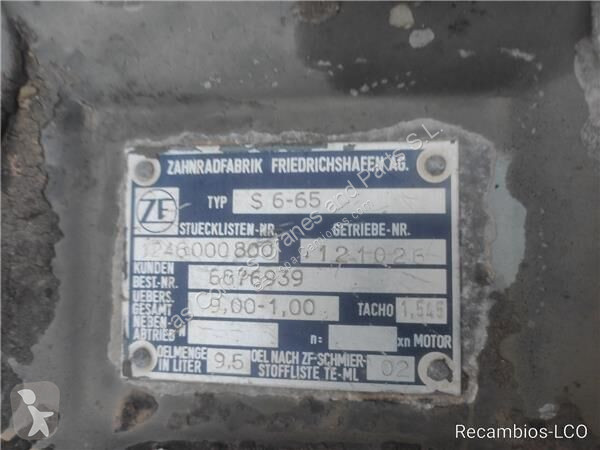 ZAHNRADFABRIK FRIEDRICHSHAFEN AG.
ZF TYP S 6-65
STUECKLISTEN-NR. GETRIEBE-NR.
1246000800 121026
KUNDEN BEST.-NR. 6676939
UEBERS. GESAMT 9,00-1,00 TACHO 1,545
NEBEN-ABTRIEB N n= xn MOTOR
OELMENGE IN LITER 9,5 OEL NACH ZF-SCHMIER-STOFFLISTE TE-ML 02
Recambios-LCO